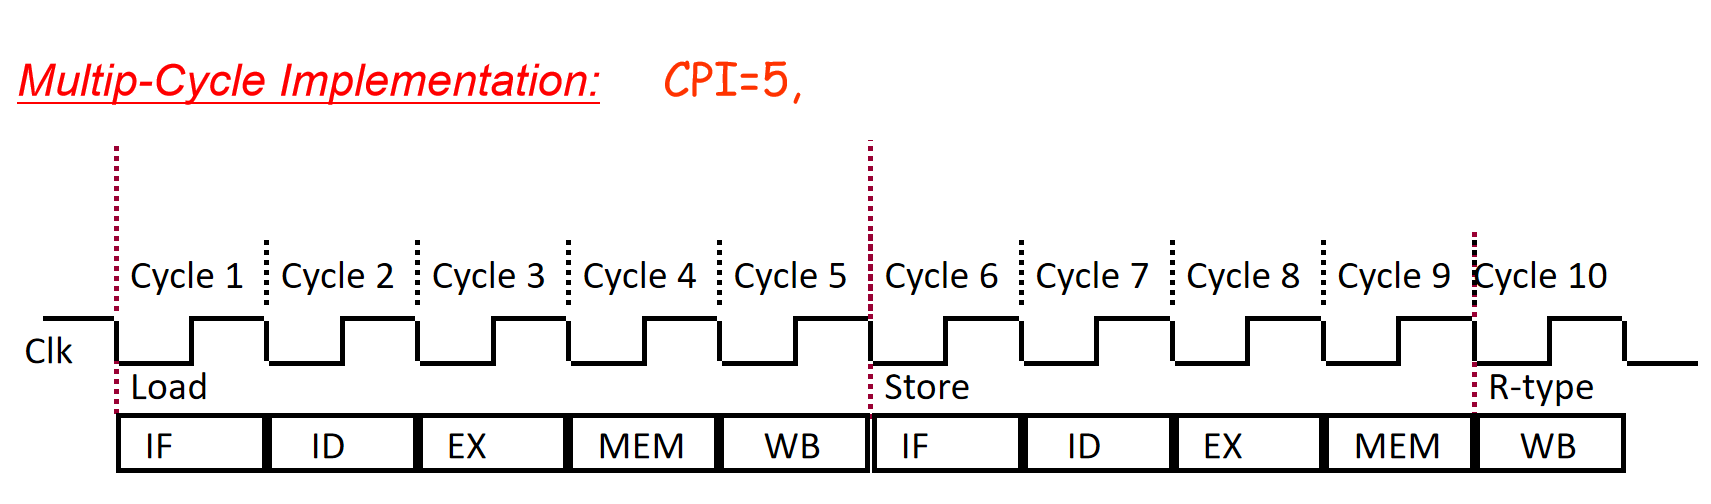 Multip-Cycle Implementation: CPI=5,
Cycle 1 Cycle 2 Cycle 3 Cycle 4 Cycle 5 Cycle 6 Cycle 7 Cycle 8 Cycle 9 Cycle 10
Clk
Load Store R-type
IF ID EX MEM WB IF ID EX MEM WB